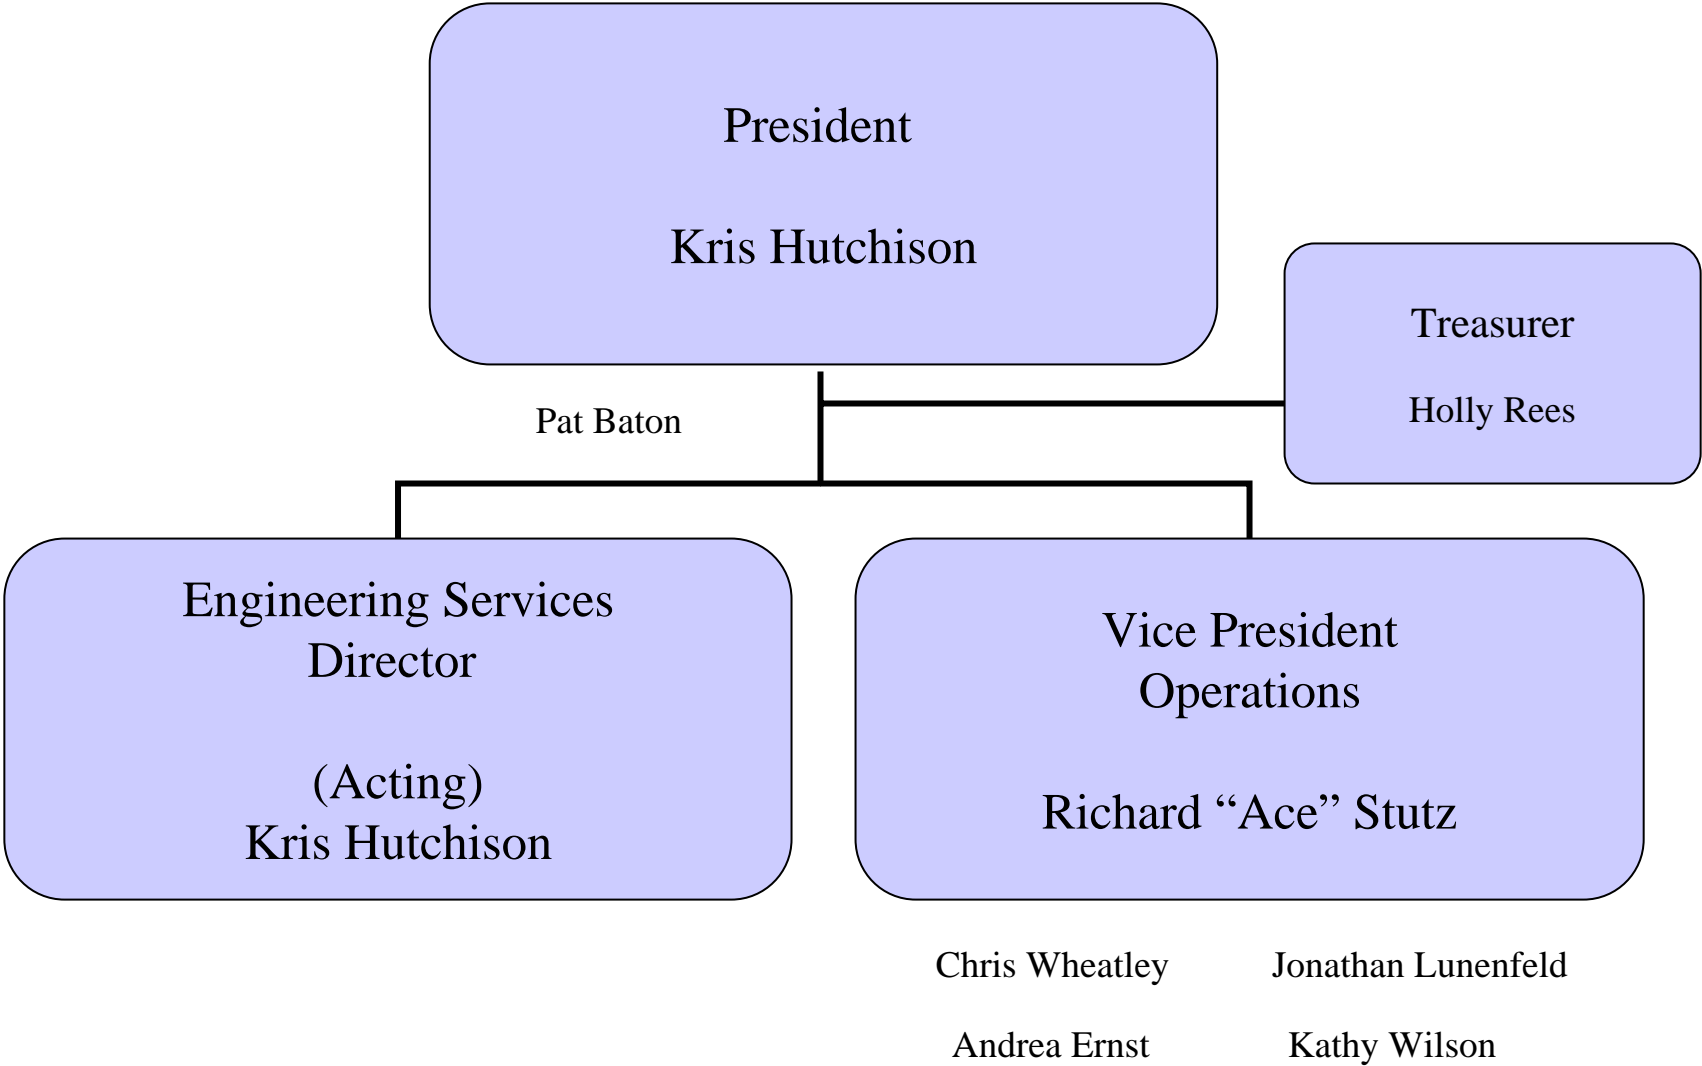 President
Kris Hutchison
Treasurer
Holly Rees
Pat Baton
Engineering Services
Director
(Acting)
Kris Hutchison
Vice President
Operations
Richard “Ace” Stutz
Chris Wheatley
Jonathan Lunenfeld
Andrea Ernst
Kathy Wilson